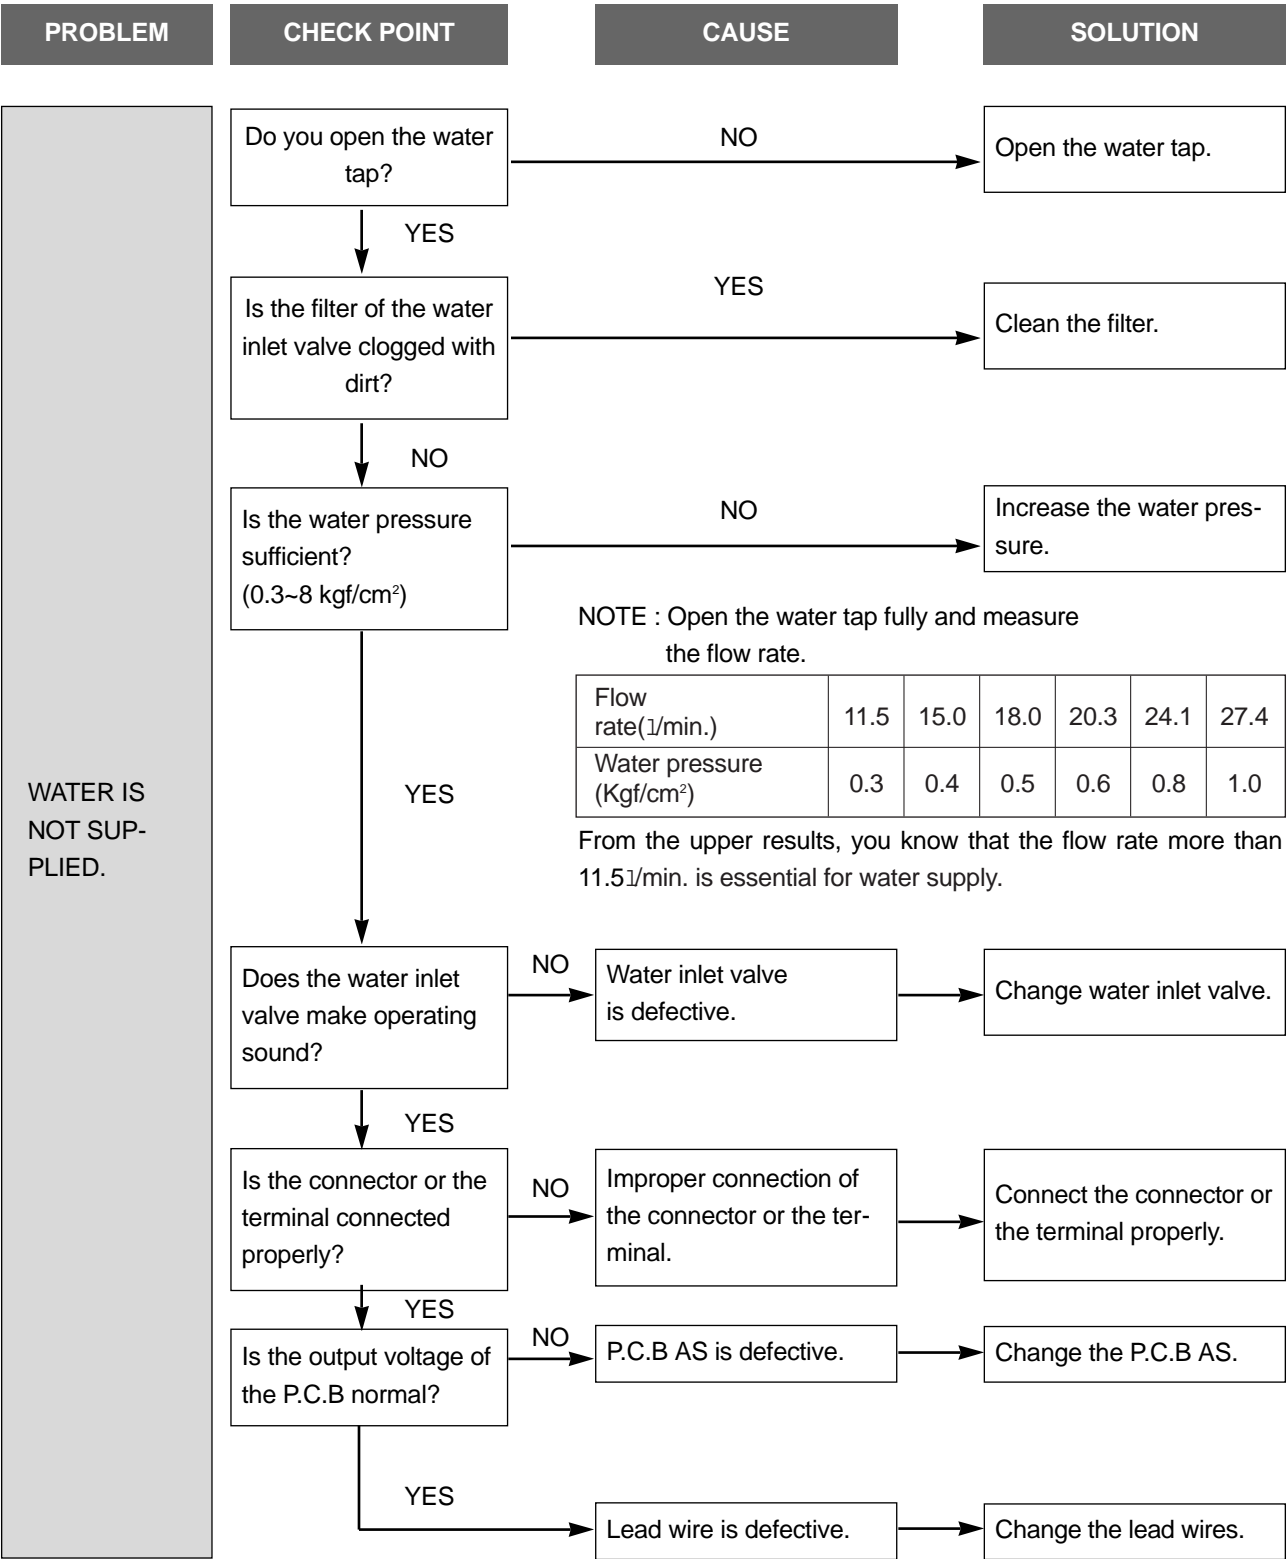 PROBLEM
CHECK POINT
CAUSE
SOLUTION
WATER IS
NOT SUP-
PLIED.
Do you open the water
tap?
NO
Open the water tap.
YES
Is the filter of the water
inlet valve clogged with
dirt?
YES
Clean the filter.
NO
Is the water pressure
sufficient?
(0.3~8 kgf/cm²)
NO
Increase the water pres-
sure.
NOTE : Open the water tap fully and measure
the flow rate.
Flow
rate(l/min.)
11.5 15.0 18.0 20.3 24.1 27.4
Water pressure
(Kgf/cm²)
0.3 0.4 0.5 0.6 0.8 1.0
From the upper results, you know that the flow rate more than
11.5l/min. is essential for water supply.
YES
Does the water inlet
valve make operating
sound?
NO
Water inlet valve
is defective.
Change water inlet valve.
YES
Is the connector or the
terminal connected
properly?
NO
Improper connection of
the connector or the ter-
minal.
Connect the connector or
the terminal properly.
YES
Is the output voltage of
the P.C.B normal?
NO
P.C.B AS is defective.
Change the P.C.B AS.
YES
Lead wire is defective.
Change the lead wires.